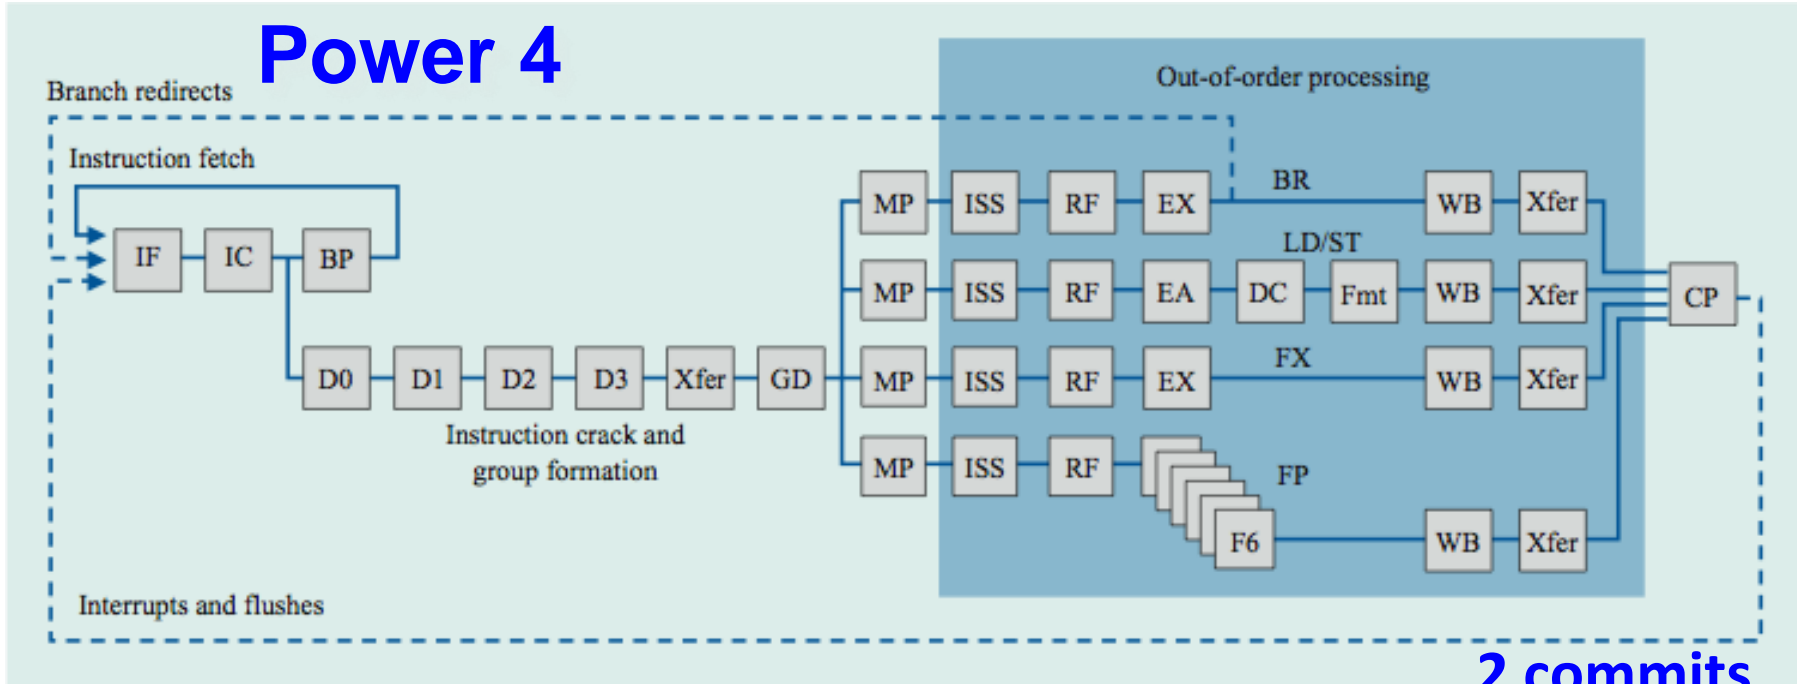 Power 4
Branch redirects
Out-of-order processing
Instruction fetch
IF IC BP
MP ISS RF EX BR WB Xfer
LD/ST
MP ISS RF EA DC Fmt WB Xfer
CP
D0 D1 D2 D3 Xfer GD
MP ISS RF EX FX WB Xfer
Instruction crack and
group formation
MP ISS RF FP
F6 WB Xfer
Interrupts and flushes
2 commits